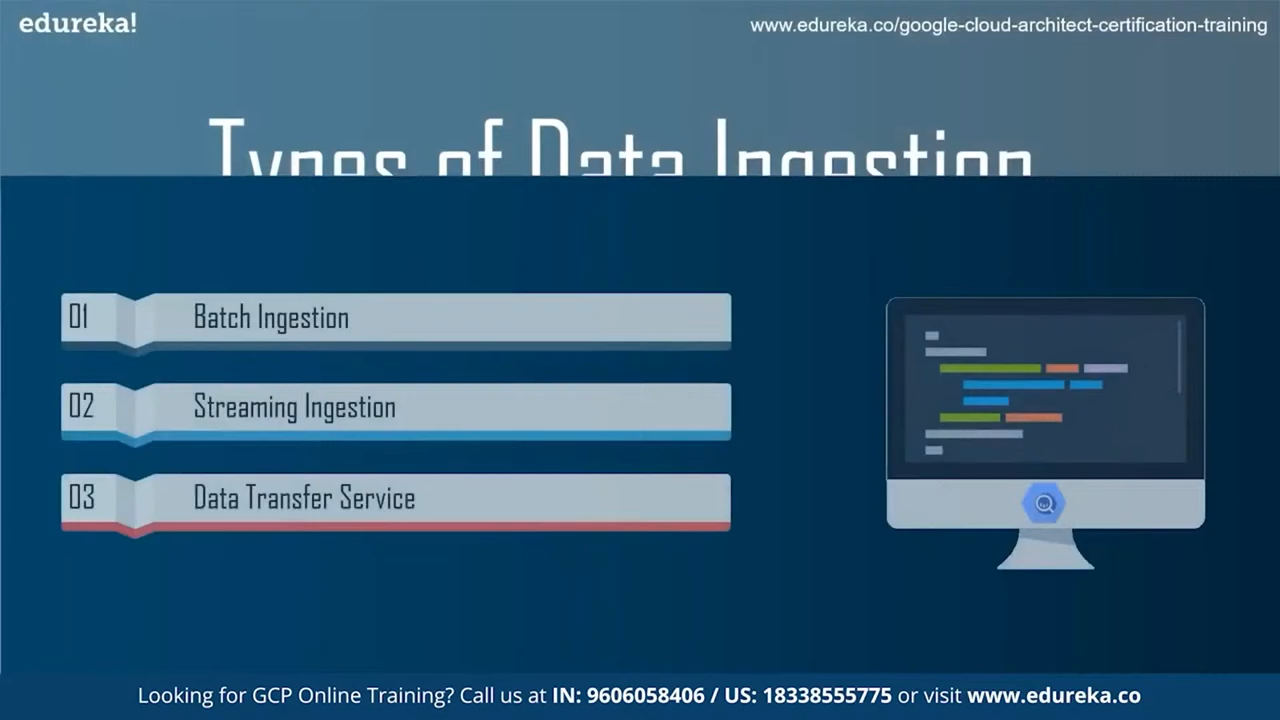 edureka!
www.edureka.co/google-cloud-architect-certification-training
Types of Data Ingestion
01 Batch Ingestion
02 Streaming Ingestion
03 Data Transfer Service
Looking for GCP Online Training? Call us at IN: 9606058406 / US: 18338555775 or visit www.edureka.co